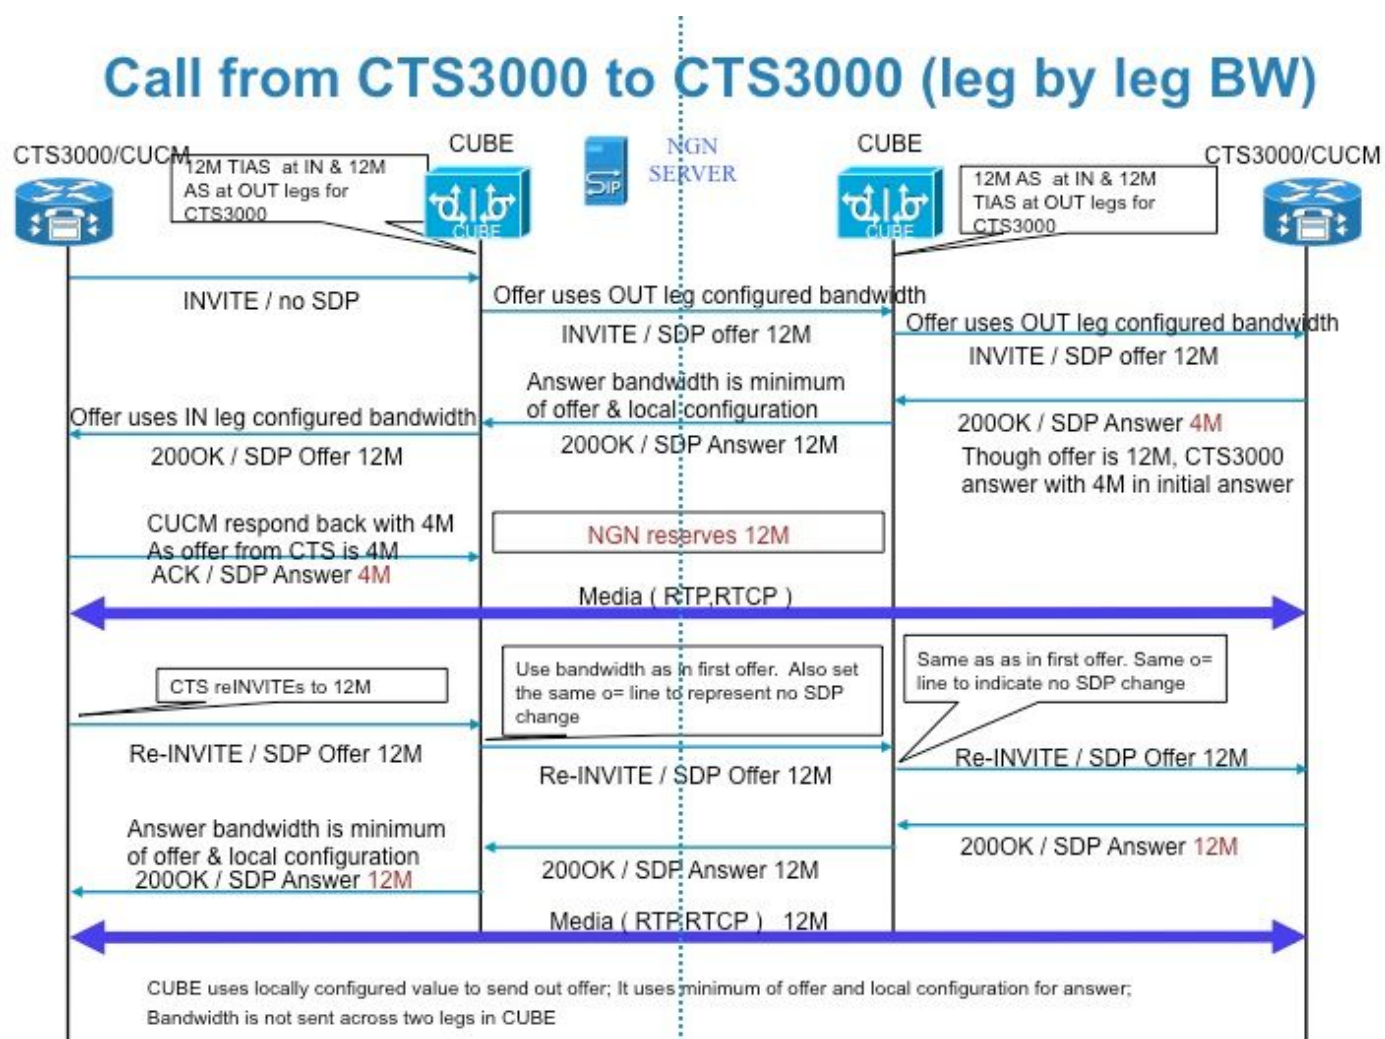 Call from CTS3000 to CTS3000 (leg by leg BW)
CTS3000/CUCM
12M TIAS at IN & 12M
AS at OUT legs for
CTS3000
CUBE
CUBE
SIP
NGN
SERVER
CUBE
CUBE
12M AS at IN & 12M
TIAS at OUT legs for
CTS3000
CTS3000/CUCM
INVITE / no SDP
Offer uses OUT leg configured bandwidth
INVITE / SDP offer 12M
Offer uses OUT leg configured bandwidth
INVITE / SDP offer 12M
Answer bandwidth is minimum
of offer & local configuration
200OK / SDP Answer 12M
200OK / SDP Answer 4M
Though offer is 12M, CTS3000
answer with 4M in initial answer
Offer uses IN leg configured bandwidth
200OK / SDP Offer 12M
CUCM respond back with 4M
As offer from CTS is 4M
ACK / SDP Answer 4M
NGN reserves 12M
Media ( RTP,RTCP )
CTS reINVITEs to 12M
Use bandwidth as in first offer. Also set
the same o= line to represent no SDP
change
Same as as in first offer. Same o=
line to indicate no SDP change
Re-INVITE / SDP Offer 12M
Re-INVITE / SDP Offer 12M
Re-INVITE / SDP Offer 12M
Answer bandwidth is minimum
of offer & local configuration
200OK / SDP Answer 12M
200OK / SDP Answer 12M
200OK / SDP Answer 12M
Media ( RTP,RTCP ) 12M
CUBE uses locally configured value to send out offer; It uses minimum of offer and local configuration for answer;
Bandwidth is not sent across two legs in CUBE